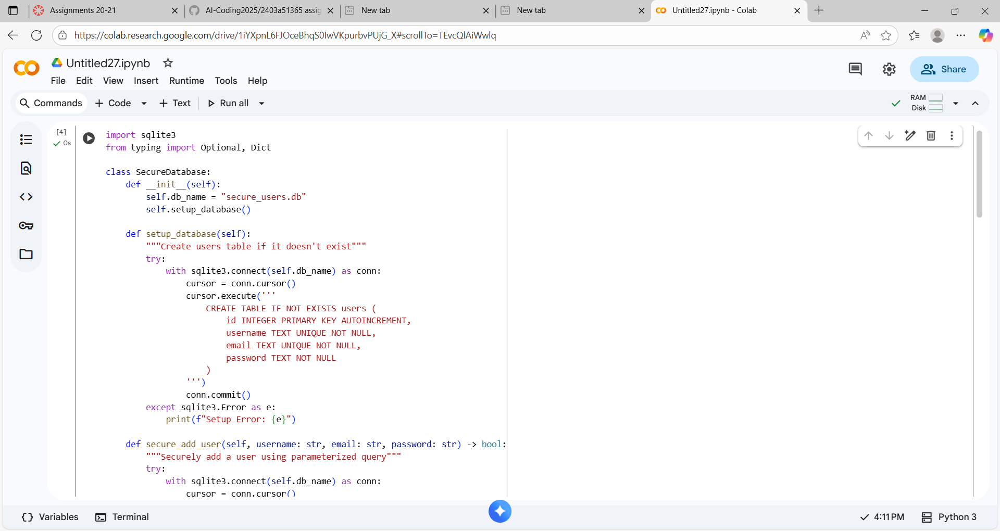 Assignments 20-21
AI-Coding2025/2403a51365 assig
New tab
New tab
Untitled27.ipynb - Colab
https://colab.research.google.com/drive/1iYXpnL6FJOceBhqS0IwVKpurbvPUjG_X#scrollTo=TEvcQlAiWwlq
Untitled27.ipynb
File Edit View Insert Runtime Tools Help
Share
Commands + Code + Text Run all
RAM
Disk
[4]
0s
import sqlite3
from typing import Optional, Dict

class SecureDatabase:
    def __init__(self):
        self.db_name = "secure_users.db"
        self.setup_database()

    def setup_database(self):
        """Create users table if it doesn't exist"""
        try:
            with sqlite3.connect(self.db_name) as conn:
                cursor = conn.cursor()
                cursor.execute('''
                    CREATE TABLE IF NOT EXISTS users (
                        id INTEGER PRIMARY KEY AUTOINCREMENT,
                        username TEXT UNIQUE NOT NULL,
                        email TEXT UNIQUE NOT NULL,
                        password TEXT NOT NULL
                    )
                ''')
                conn.commit()
        except sqlite3.Error as e:
            print(f"Setup Error: {e}")

    def secure_add_user(self, username: str, email: str, password: str) -> bool:
        """Securely add a user using parameterized query"""
        try:
            with sqlite3.connect(self.db_name) as conn:
                cursor = conn.cursor()
Variables Terminal
4:11 PM Python 3